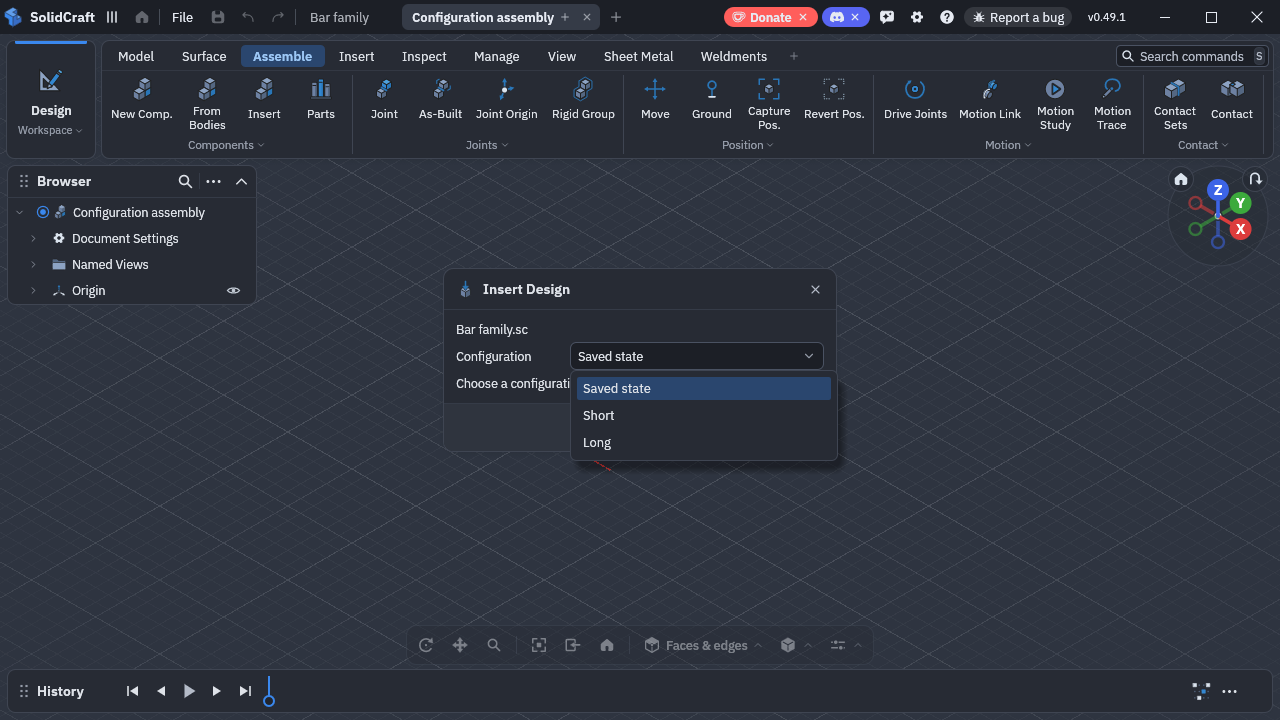 SolidCraft
File
Bar family
Configuration assembly
Donate
Report a bug
v0.49.1
Design
Workspace
Model
Surface
Assemble
Insert
Inspect
Manage
View
Sheet Metal
Weldments
Search commands
S
New Comp.
From Bodies
Insert
Parts
Components
Joint
As-Built
Joint Origin
Rigid Group
Joints
Move
Ground
Capture Pos.
Revert Pos.
Position
Drive Joints
Motion Link
Motion Study
Motion Trace
Motion
Contact Sets
Contact
Contact
Browser
Configuration assembly
Document Settings
Named Views
Origin
Z
Y
X
Insert Design
Bar family.sc
Configuration
Saved state
Choose a configurati
Saved state
Short
Long
Faces & edges
History